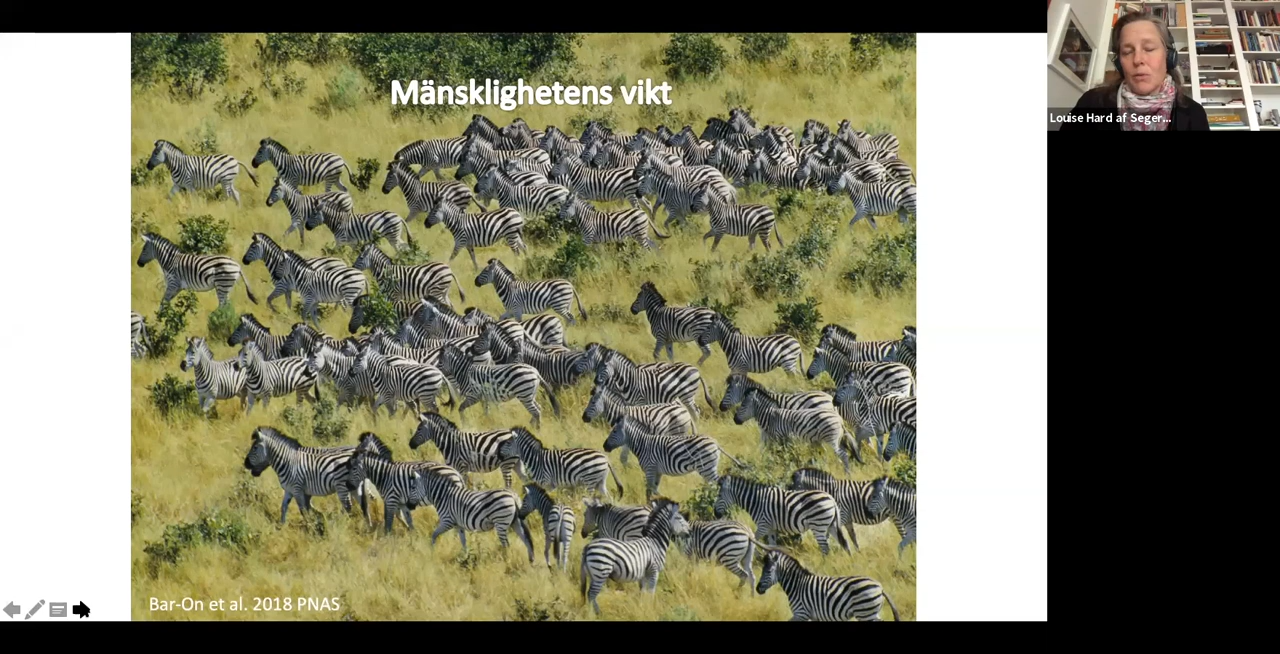 Mänsklighetens vikt
Louise Hard af Seger...
Bar-On et al. 2018 PNAS